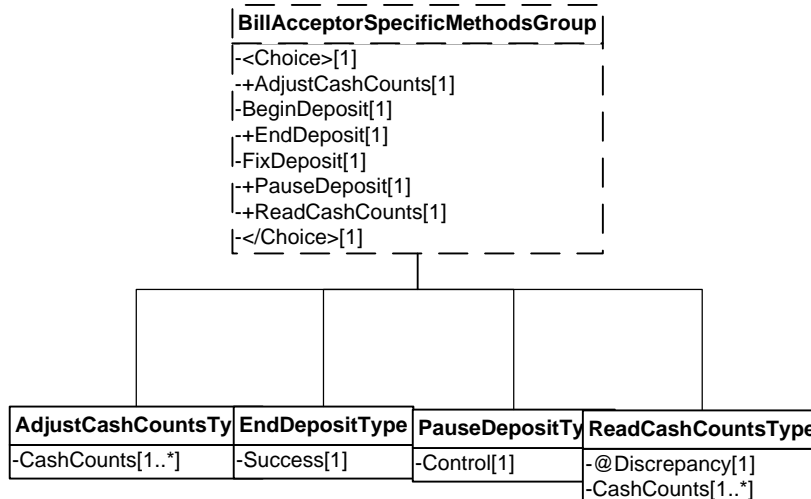 BillAcceptorSpecificMethodsGroup
-<Choice>[1]
-+AdjustCashCounts[1]
-BeginDeposit[1]
-+EndDeposit[1]
-FixDeposit[1]
-+PauseDeposit[1]
-+ReadCashCounts[1]
-</Choice>[1]
AdjustCashCountsTy
-CashCounts[1..*]
EndDepositType
-Success[1]
PauseDepositTy
-Control[1]
ReadCashCountsType
-@Discrepancy[1]
-CashCounts[1..*]